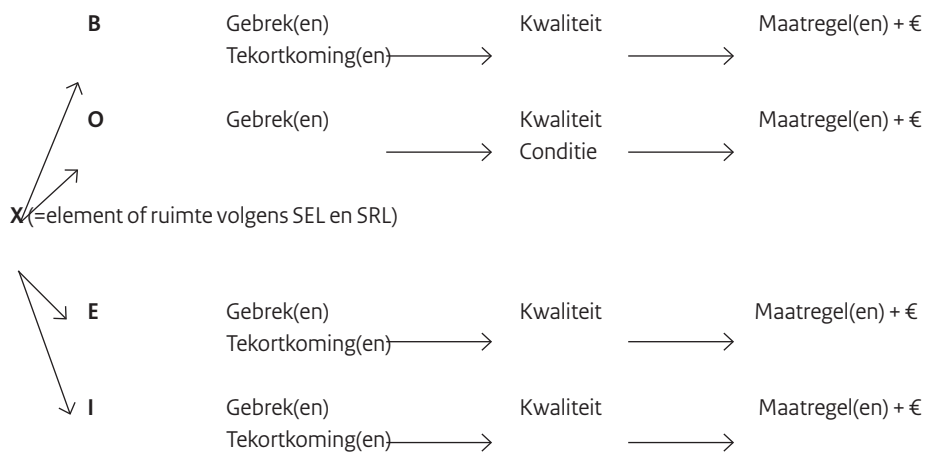 B Gebrek(en) Kwaliteit Maatregel(en) + €
Tekortkoming(en)
O Gebrek(en) Kwaliteit Maatregel(en) + €
Conditie
X (=element of ruimte volgens SEL en SRL)
E Gebrek(en) Kwaliteit Maatregel(en) + €
Tekortkoming(en)
I Gebrek(en) Kwaliteit Maatregel(en) + €
Tekortkoming(en)